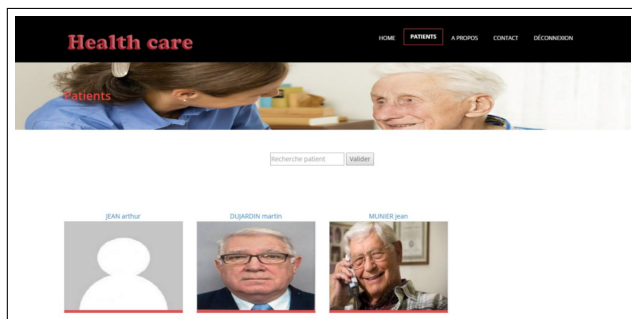 Health care
HOME PATIENTS A PROPOS CONTACT DÉCONNEXION
Patients
Recherche patient Valider
JEAN arthur DUJARDIN martin MUNIER jean